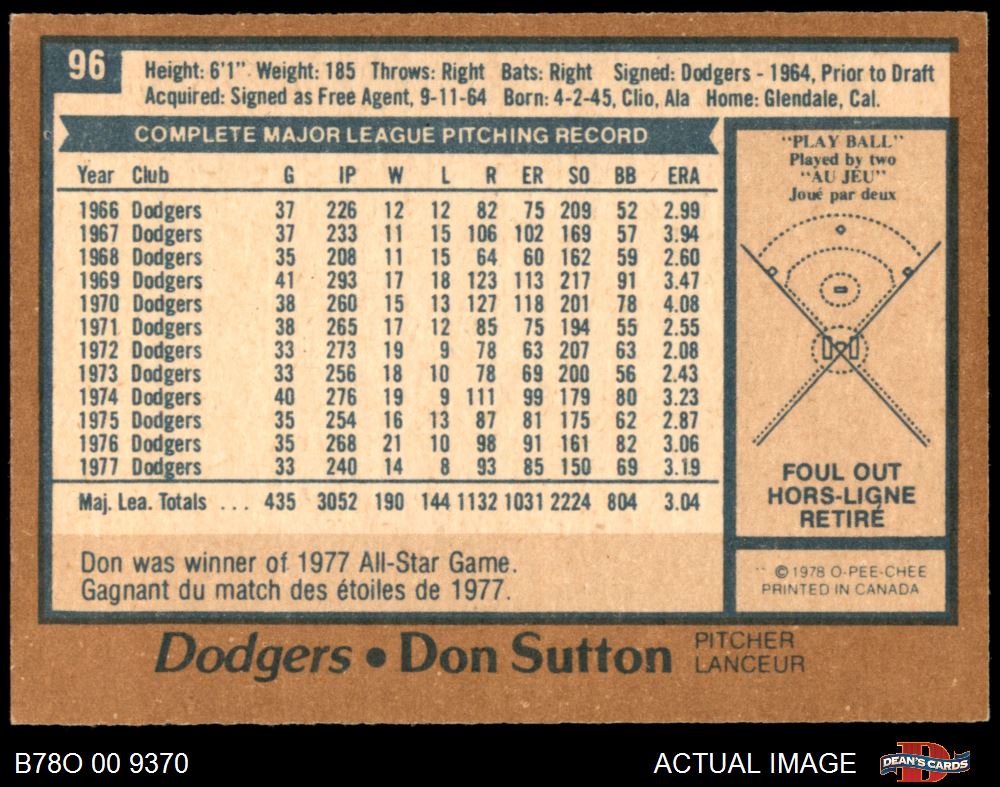 96
Height: 6'1" Weight: 185 Throws: Right Bats: Right Signed: Dodgers - 1964, Prior to Draft
Acquired: Signed as Free Agent, 9-11-64 Born: 4-2-45, Clio, Ala Home: Glendale, Cal.
COMPLETE MAJOR LEAGUE PITCHING RECORD
Year Club G IP W L R ER SO BB ERA
1966 Dodgers 37 226 12 12 82 75 209 52 2.99
1967 Dodgers 37 233 11 15 106 102 169 57 3.94
1968 Dodgers 35 208 11 15 64 60 162 59 2.60
1969 Dodgers 41 293 17 18 123 113 217 91 3.47
1970 Dodgers 38 260 15 13 127 118 201 78 4.08
1971 Dodgers 38 265 17 12 85 75 194 55 2.55
1972 Dodgers 33 273 19 9 78 63 207 63 2.08
1973 Dodgers 33 256 18 10 78 69 200 56 2.43
1974 Dodgers 40 276 19 9 111 99 179 80 3.23
1975 Dodgers 35 254 16 13 87 81 175 62 2.87
1976 Dodgers 35 268 21 10 98 91 161 82 3.06
1977 Dodgers 33 240 14 8 93 85 150 69 3.19
Maj. Lea. Totals ... 435 3052 190 144 1132 1031 2224 804 3.04
Don was winner of 1977 All-Star Game.
Gagnant du match des étoiles de 1977.
"PLAY BALL"
Played by two
"AU JEU"
Joué par deux
FOUL OUT
HORS-LIGNE
RETIRÉ
©1978 O-PEE-CHEE
PRINTED IN CANADA
Dodgers • Don Sutton
PITCHER
LANCEUR
B78O 00 9370
ACTUAL IMAGE
D
DEAN'S CARDS